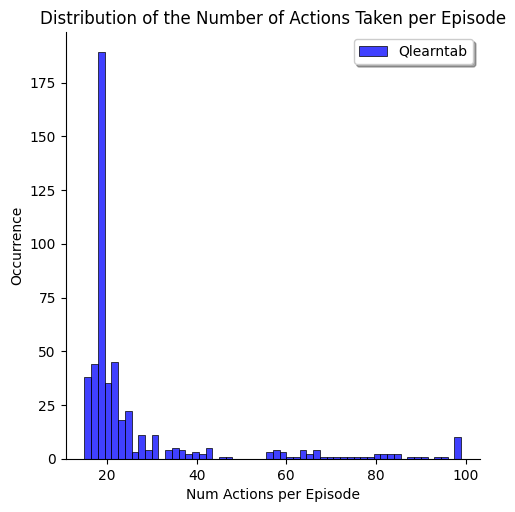 Distribution of the Number of Actions Taken per Episode
Qlearntab
175
150
125
100
75
50
25
0
Occurrence
20 40 60 80 100
Num Actions per Episode